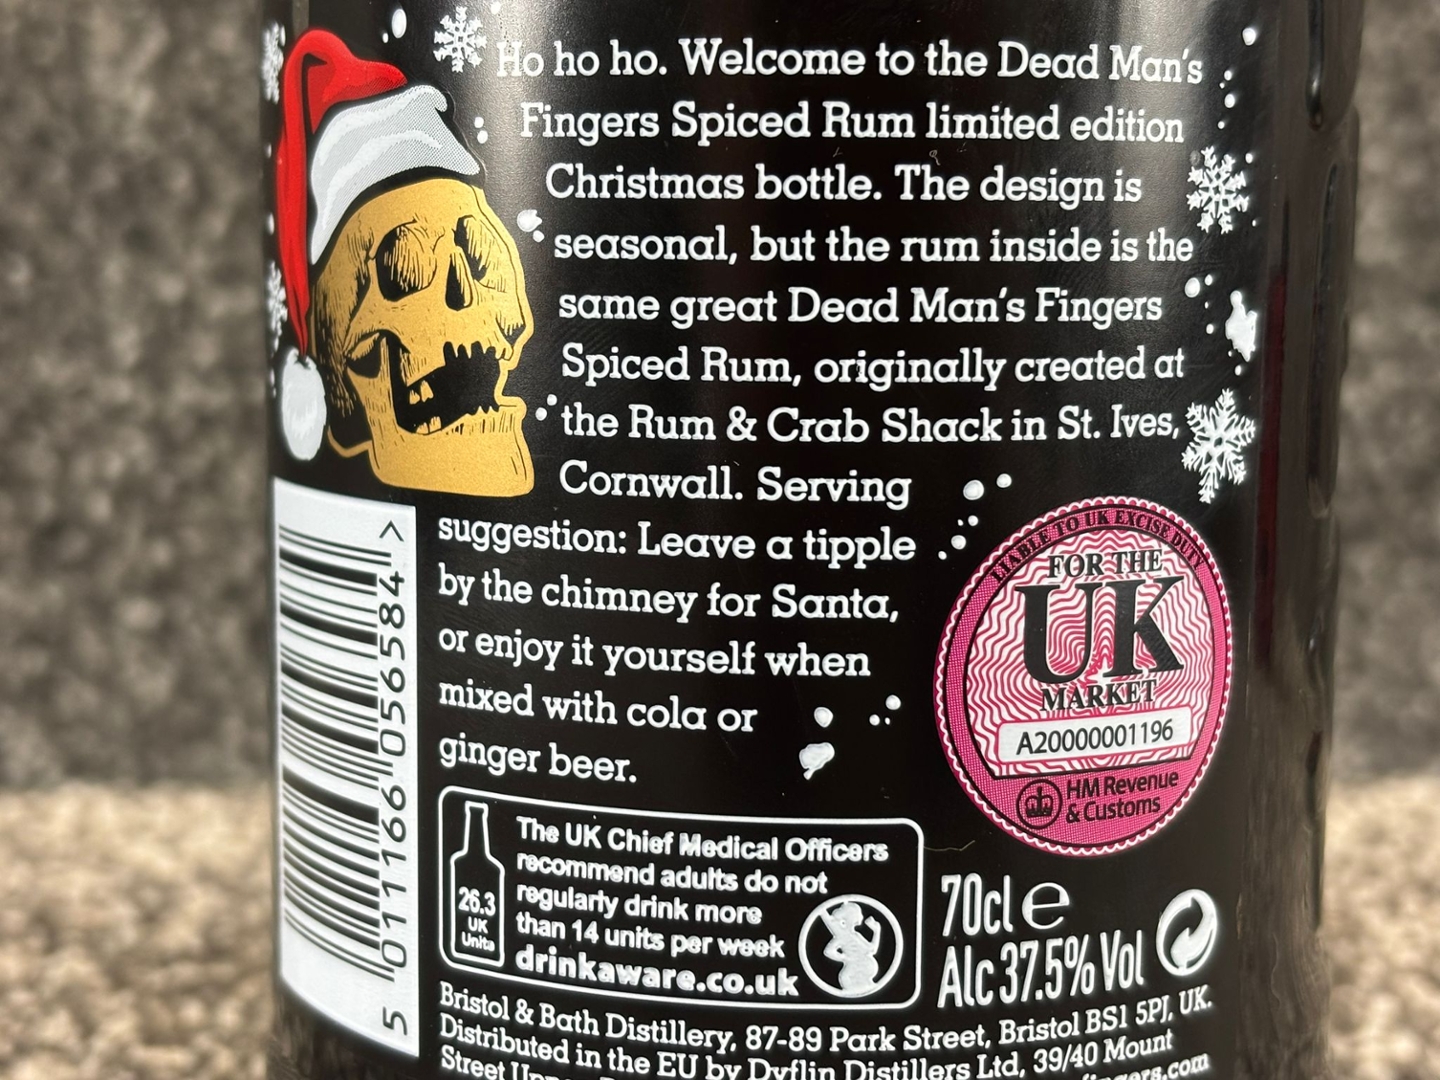 Ho ho ho. Welcome to the Dead Man's
Fingers Spiced Rum limited edition
Christmas bottle. The design is
seasonal, but the rum inside is the
same great Dead Man's Fingers
Spiced Rum, originally created at
the Rum & Crab Shack in St. Ives,
Cornwall. Serving
suggestion: Leave a tipple
by the chimney for Santa,
or enjoy it yourself when
mixed with cola or
ginger beer.
5 011166 056584 >
LIABLE TO UK EXCISE DUTY
FOR THE
UK
MARKET
A20000001196
HM Revenue
& Customs
26.3
UK
Units
The UK Chief Medical Officers
recommend adults do not
regularly drink more
than 14 units per week
drinkaware.co.uk
70cl e
Alc 37.5% Vol
Bristol & Bath Distillery, 87-89 Park Street, Bristol BS1 5PJ, UK.
Distributed in the EU by Dyflin Distillers Ltd, 39/40 Mount
Street